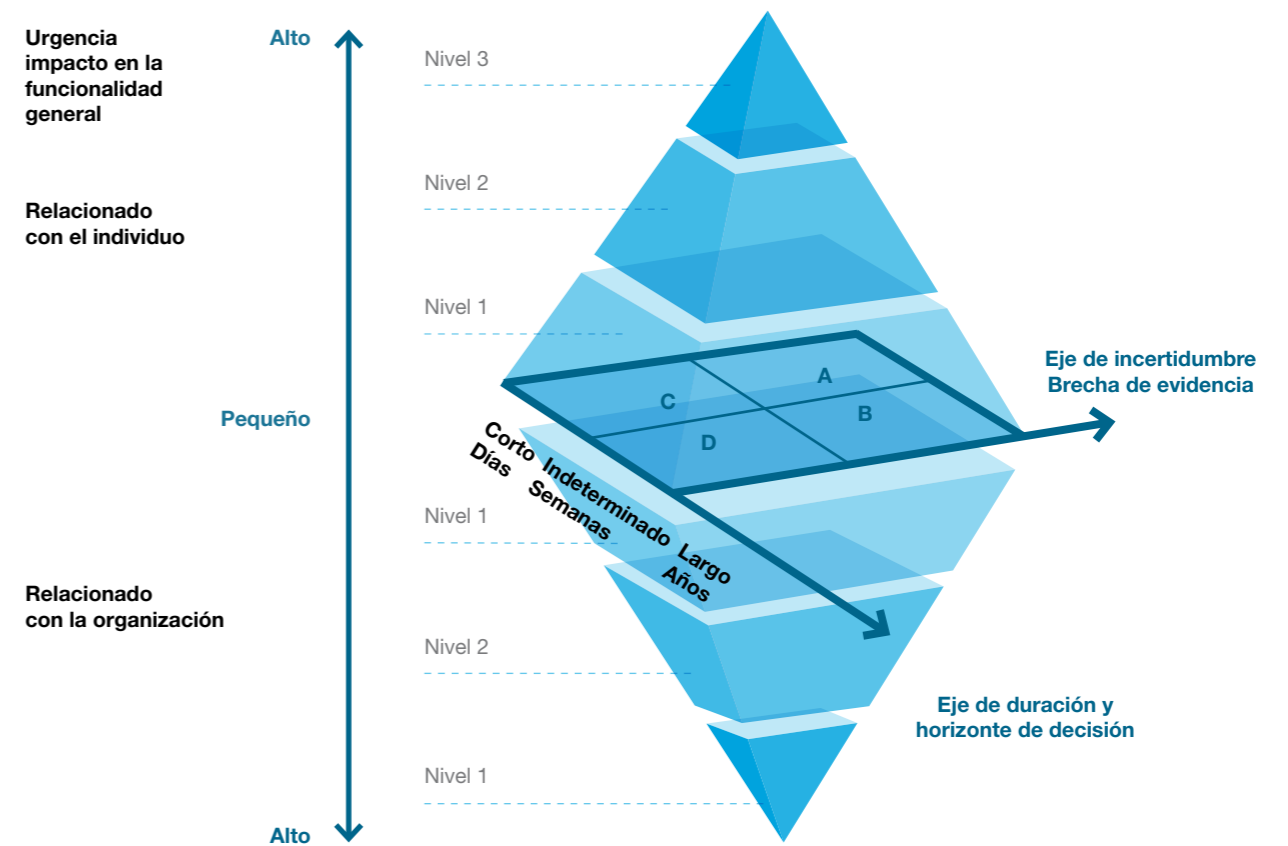 Urgencia
impacto en la
funcionalidad
general
Alto
Nivel 3
Nivel 2
Relacionado
con el individuo
Nivel 1
Eje de incertidumbre
Brecha de evidencia
A
C
B
D
Pequeño
Corto Indeterminado Largo
Días Semanas Años
Nivel 1
Relacionado
con la organización
Nivel 2
Eje de duración y
horizonte de decisión
Nivel 1
Alto